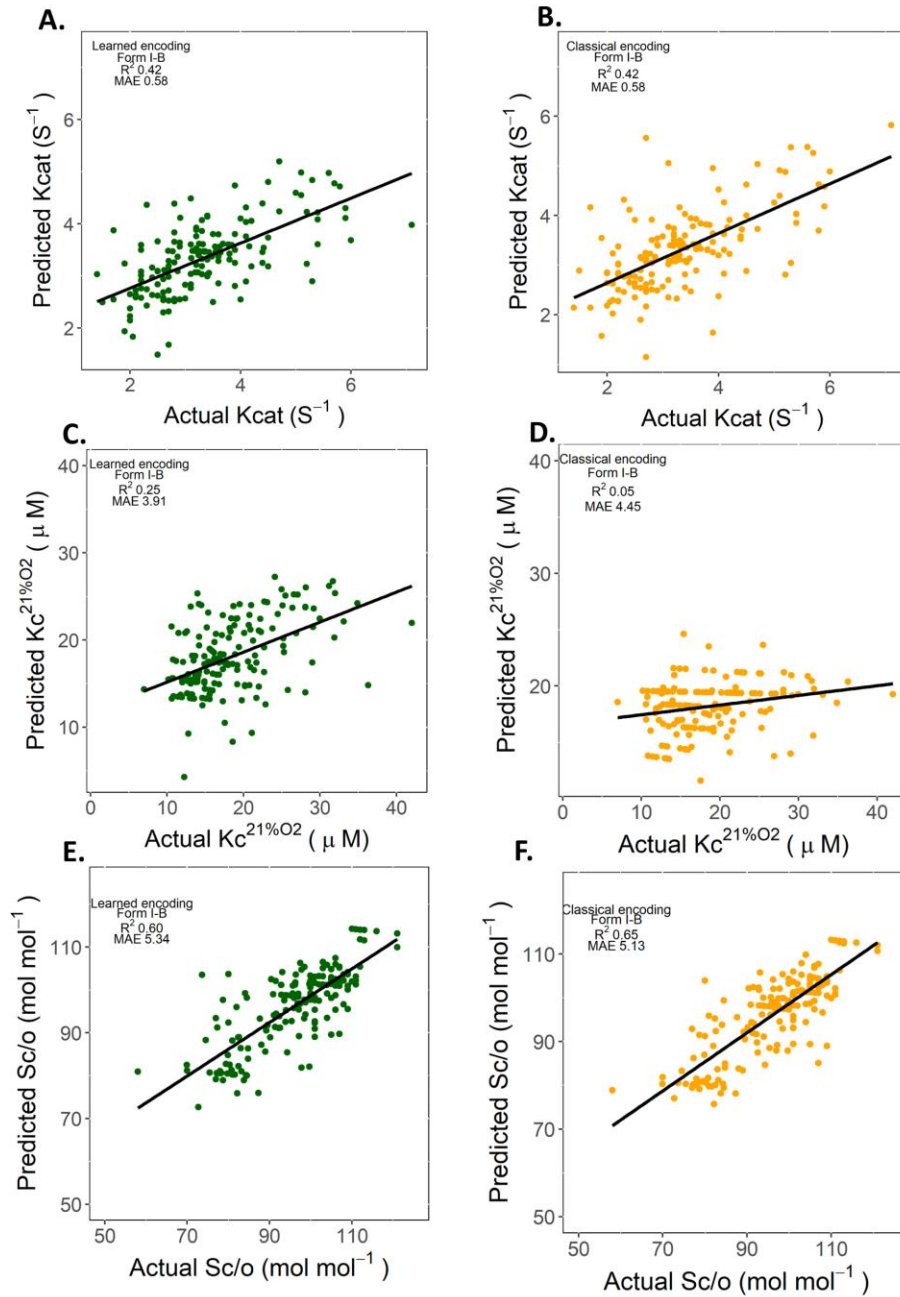 A.
Learned encoding
Form I-B
R² 0.42
MAE 0.58
Predicted Kcat (S⁻¹ )
6
4
2
2
4
6
Actual Kcat (S⁻¹ )
B.
Classical encoding
Form I-B
R² 0.42
MAE 0.58
Predicted Kcat (S⁻¹ )
6
4
2
2
4
6
Actual Kcat (S⁻¹ )
C.
Learned encoding
Form I-B
R² 0.25
MAE 3.91
Predicted Kc²¹%O2 ( μ M)
40
30
20
10
0
10
20
30
40
Actual Kc²¹%O2 ( μ M)
D.
Classical encoding
Form I-B
R² 0.05
MAE 4.45
Predicted Kc²¹%O2 ( μ M)
40
30
20
0
10
20
30
40
Actual Kc²¹%O2 ( μ M)
E.
Learned encoding
Form I-B
R² 0.60
MAE 5.34
Predicted Sc/o (mol mol⁻¹ )
110
90
70
50
50
70
90
110
Actual Sc/o (mol mol⁻¹ )
F.
Classical encoding
Form I-B
R² 0.65
MAE 5.13
Predicted Sc/o (mol mol⁻¹ )
110
90
70
50
50
70
90
110
Actual Sc/o (mol mol⁻¹ )